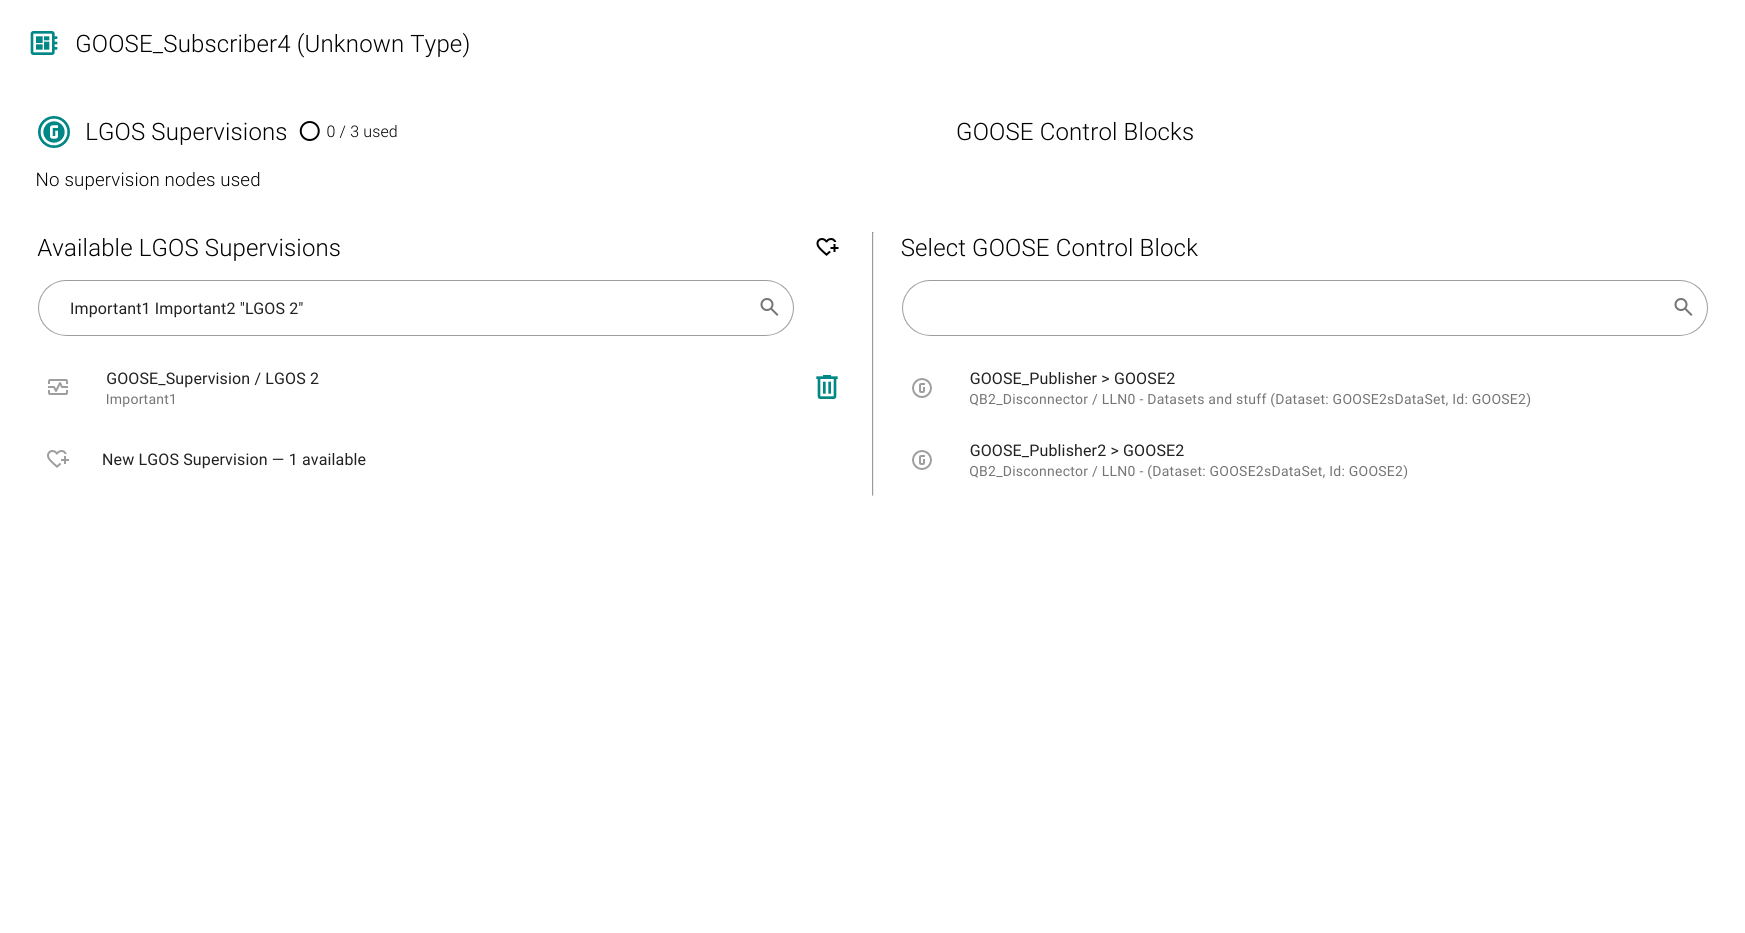 GOOSE_Subscriber4 (Unknown Type)
LGOS Supervisions 0 / 3 used
GOOSE Control Blocks
No supervision nodes used
Available LGOS Supervisions
Important1 Important2 "LGOS 2"
GOOSE_Supervision / LGOS 2
Important1
New LGOS Supervision — 1 available
Select GOOSE Control Block
GOOSE_Publisher > GOOSE2
QB2_Disconnector / LLN0 - Datasets and stuff (Dataset: GOOSE2sDataSet, Id: GOOSE2)
GOOSE_Publisher2 > GOOSE2
QB2_Disconnector / LLN0 - (Dataset: GOOSE2sDataSet, Id: GOOSE2)